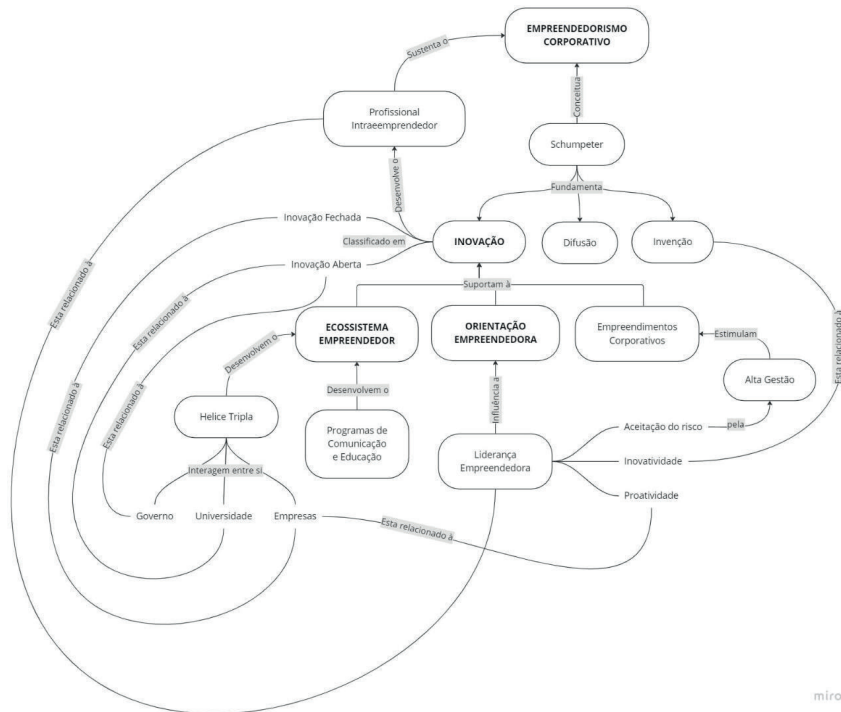 EMPREENDEDORISMO
CORPORATIVO
Sustenta o
Conceitua
Profissional
Intraeemprendedor
Schumpeter
Fundamenta
Desenvolve o
Inovação Fechada
Classificado em
INOVAÇÃO
Difusão
Invenção
Inovação Aberta
Suportam à
Esta relacionado à
Esta relacionado à
Esta relacionado à
Esta relacionado à
Esta relacionado à
ECOSSISTEMA
EMPREENDEDOR
ORIENTAÇÃO
EMPREENDEDORA
Empreendimentos
Corporativos
Estimulam
Desenvolvem o
Desenvolvem o
Influência a
Alta Gestão
Helice Tripla
Programas de
Comunicação
e Educação
Aceitação do risco
pela
Liderança
Empreendedora
Inovatividade
Interagem entre si
Proatividade
Governo
Universidade
Empresas
Esta relacionado à
miro